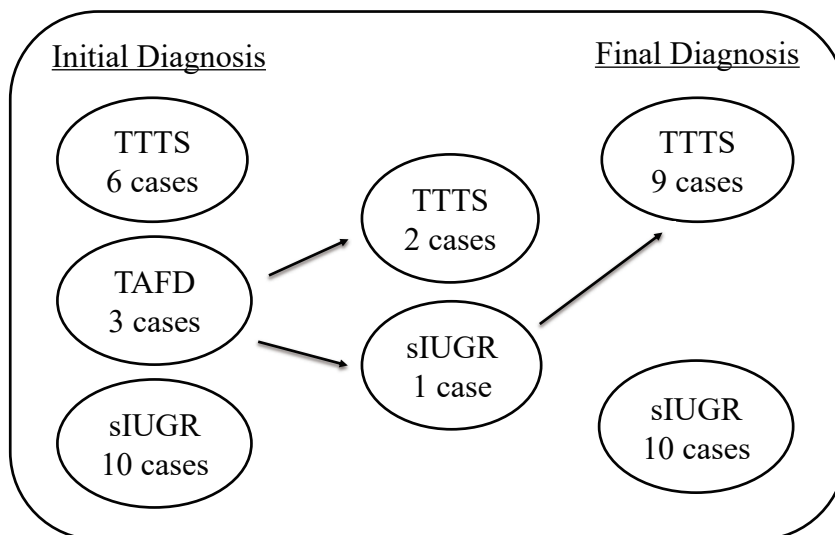 Initial Diagnosis
TTTS
6 cases
TAFD
3 cases
sIUGR
10 cases
TTTS
2 cases
sIUGR
1 case
Final Diagnosis
TTTS
9 cases
sIUGR
10 cases